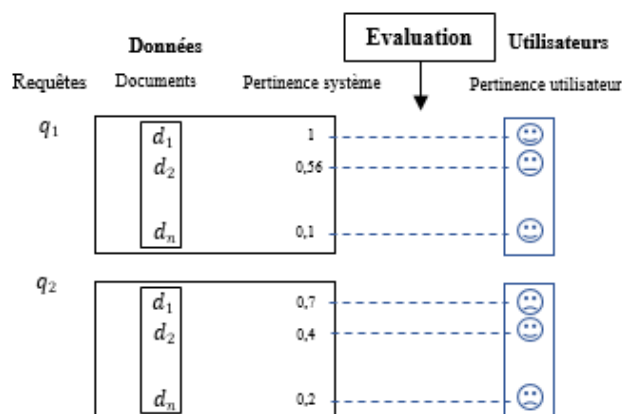 Données Evaluation Utilisateurs
Requêtes Documents Pertinence système Pertinence utilisateur
q₁
d₁ 1
d₂ 0,56
dₙ 0,1
q₂
d₁ 0,7
d₂ 0,4
dₙ 0,2